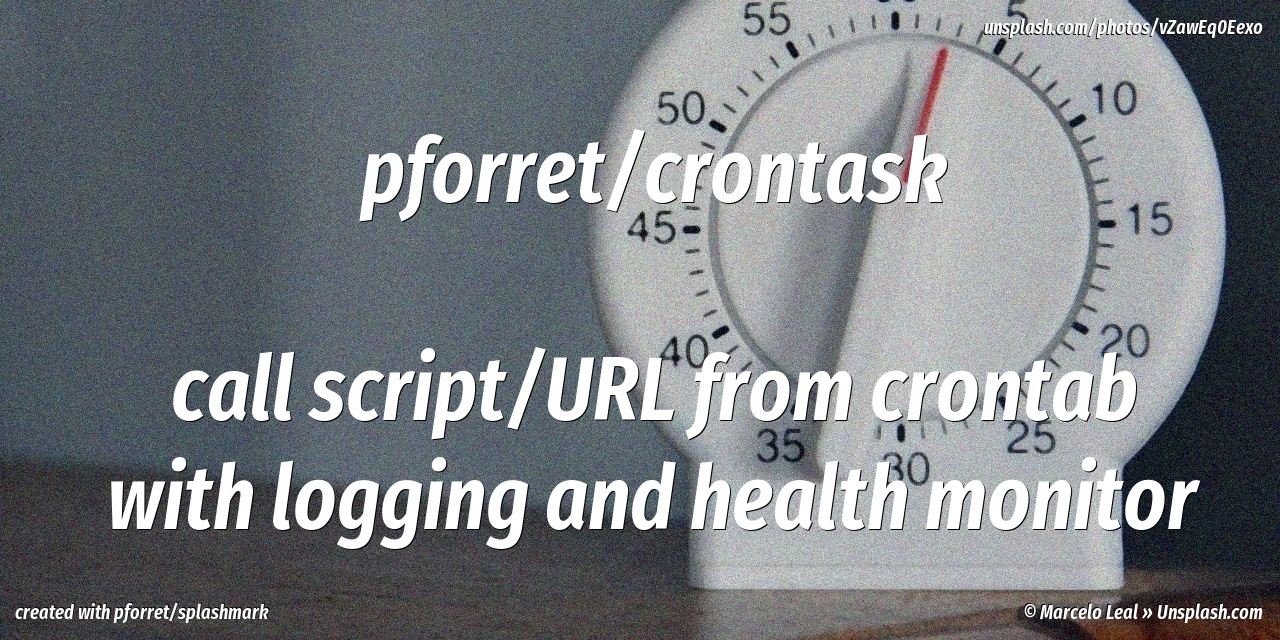 unsplash.com/photos/vZawEq0Eexo
55
5
50
10
pforret/crontask
45
15
40
20
call script/URL from crontab
35
25
30
with logging and health monitor
created with pforret/splashmark
© Marcelo Leal » Unsplash.com